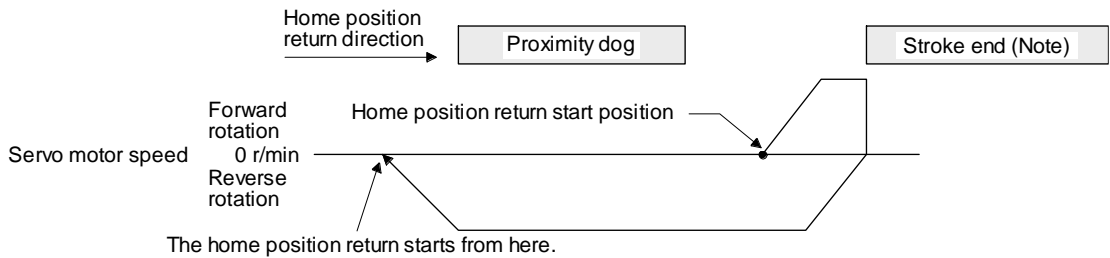 Home position
return direction
Proximity dog
Stroke end (Note)
Home position return start position
Forward
rotation
Servo motor speed 0 r/min
Reverse
rotation
The home position return starts from here.